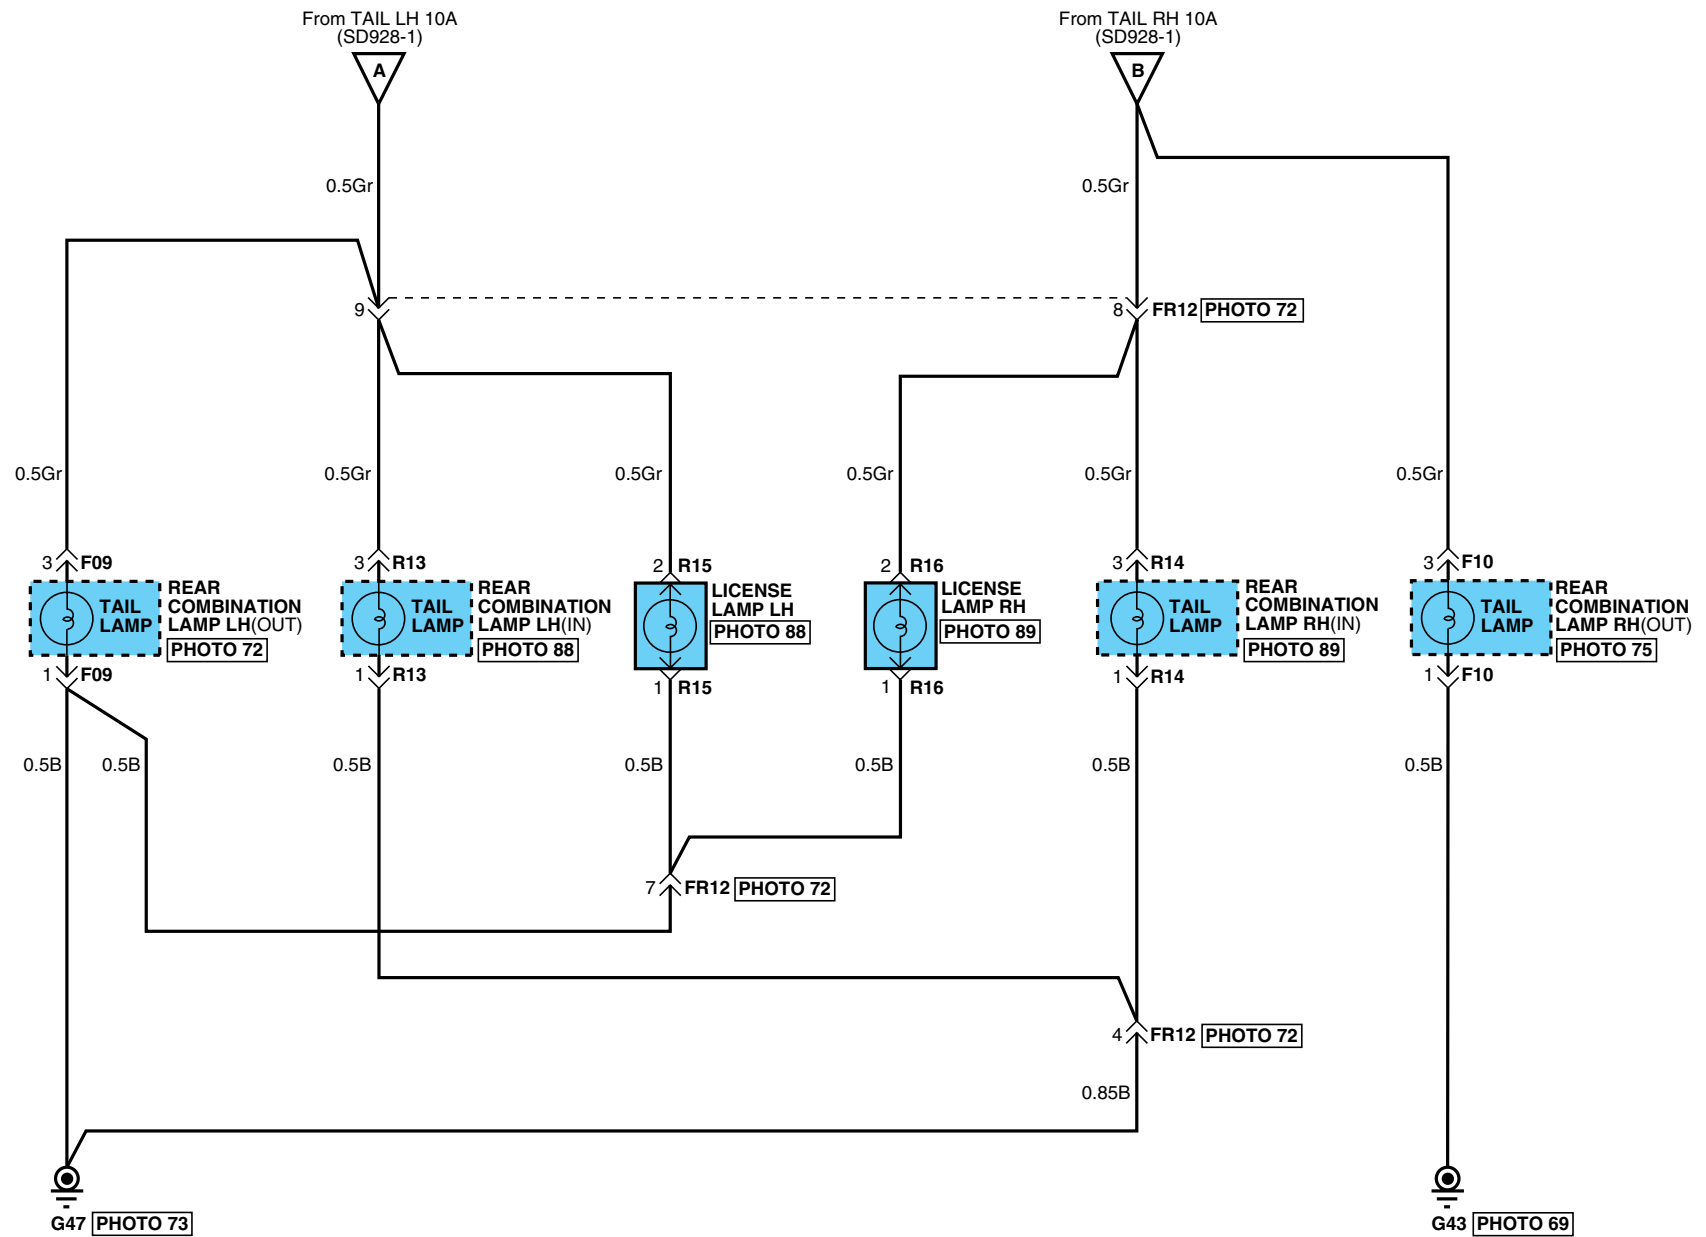 From TAIL LH 10A
(SD928-1)
A
From TAIL RH 10A
(SD928-1)
B
0.5Gr
0.5Gr
9
8 FR12 PHOTO 72
0.5Gr
0.5Gr
0.5Gr
0.5Gr
0.5Gr
0.5Gr
3 F09
TAIL
LAMP
REAR
COMBINATION
LAMP LH(OUT)
PHOTO 72
1 F09
3 R13
TAIL
LAMP
REAR
COMBINATION
LAMP LH(IN)
PHOTO 88
1 R13
2 R15
LICENSE
LAMP LH
PHOTO 88
1 R15
2 R16
LICENSE
LAMP RH
PHOTO 89
1 R16
3 R14
TAIL
LAMP
REAR
COMBINATION
LAMP RH(IN)
PHOTO 89
1 R14
3 F10
TAIL
LAMP
REAR
COMBINATION
LAMP RH(OUT)
PHOTO 75
1 F10
0.5B
0.5B
0.5B
0.5B
0.5B
0.5B
0.5B
7 FR12 PHOTO 72
4 FR12 PHOTO 72
0.85B
G47 PHOTO 73
G43 PHOTO 69